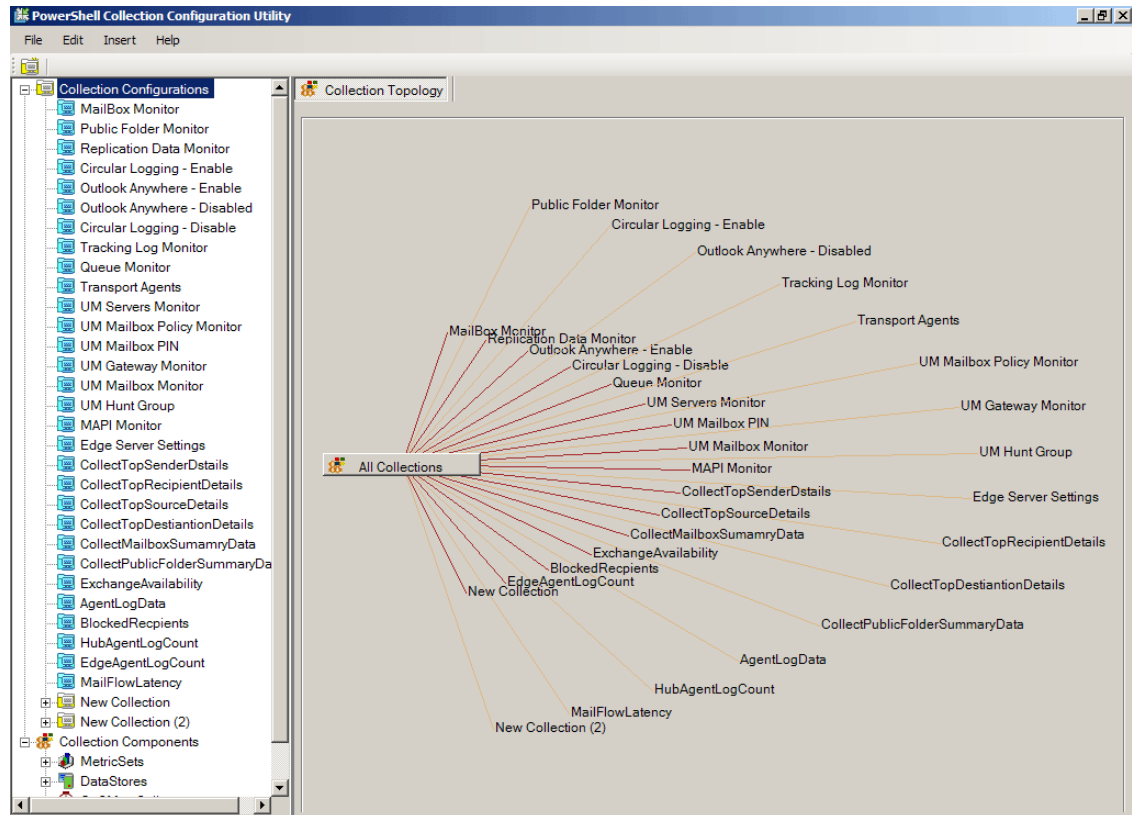 PowerShell Collection Configuration Utility
File Edit Insert Help
Collection Configurations
MailBox Monitor
Public Folder Monitor
Replication Data Monitor
Circular Logging - Enable
Outlook Anywhere - Enable
Outlook Anywhere - Disabled
Circular Logging - Disable
Tracking Log Monitor
Queue Monitor
Transport Agents
UM Servers Monitor
UM Mailbox Policy Monitor
UM Mailbox PIN
UM Gateway Monitor
UM Mailbox Monitor
UM Hunt Group
MAPI Monitor
Edge Server Settings
CollectTopSenderDstails
CollectTopRecipientDetails
CollectTopSourceDetails
CollectTopDestiantionDetails
CollectMailboxSumamryData
CollectPublicFolderSummaryDa
ExchangeAvailability
AgentLogData
BlockedRecpients
HubAgentLogCount
EdgeAgentLogCount
MailFlowLatency
New Collection
New Collection (2)
Collection Components
MetricSets
DataStores
Collection Topology
Public Folder Monitor
Circular Logging - Enable
Outlook Anywhere - Disabled
Tracking Log Monitor
Transport Agents
MailBox Monitor
Replication Data Monitor
Outlook Anywhere - Enable
Circular Logging - Disable
UM Mailbox Policy Monitor
Queue Monitor
UM Servers Monitor
UM Gateway Monitor
UM Mailbox PIN
UM Mailbox Monitor
UM Hunt Group
All Collections
MAPI Monitor
CollectTopSenderDstails
Edge Server Settings
CollectTopSourceDetails
CollectMailboxSumamryData
CollectTopRecipientDetails
ExchangeAvailability
BlockedRecpients
EdgeAgentLogCount
CollectTopDestiantionDetails
New Collection
CollectPublicFolderSummaryData
AgentLogData
HubAgentLogCount
MailFlowLatency
New Collection (2)